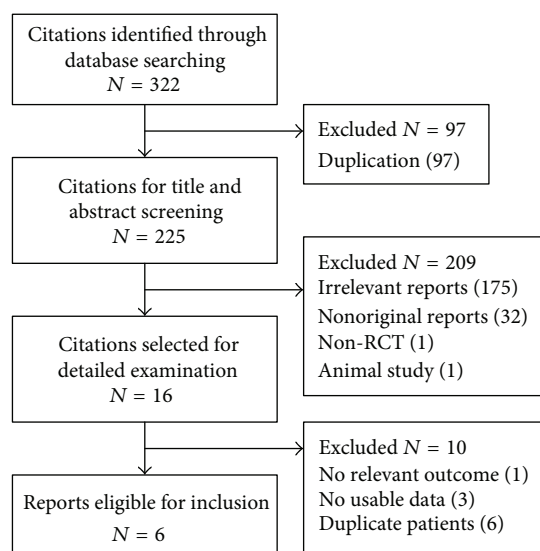 Citations identified through
database searching
N = 322
Excluded N = 97
Duplication (97)
Citations for title and
abstract screening
N = 225
Excluded N = 209
Irrelevant reports (175)
Nonoriginal reports (32)
Non-RCT (1)
Animal study (1)
Citations selected for
detailed examination
N = 16
Excluded N = 10
No relevant outcome (1)
No usable data (3)
Duplicate patients (6)
Reports eligible for inclusion
N = 6